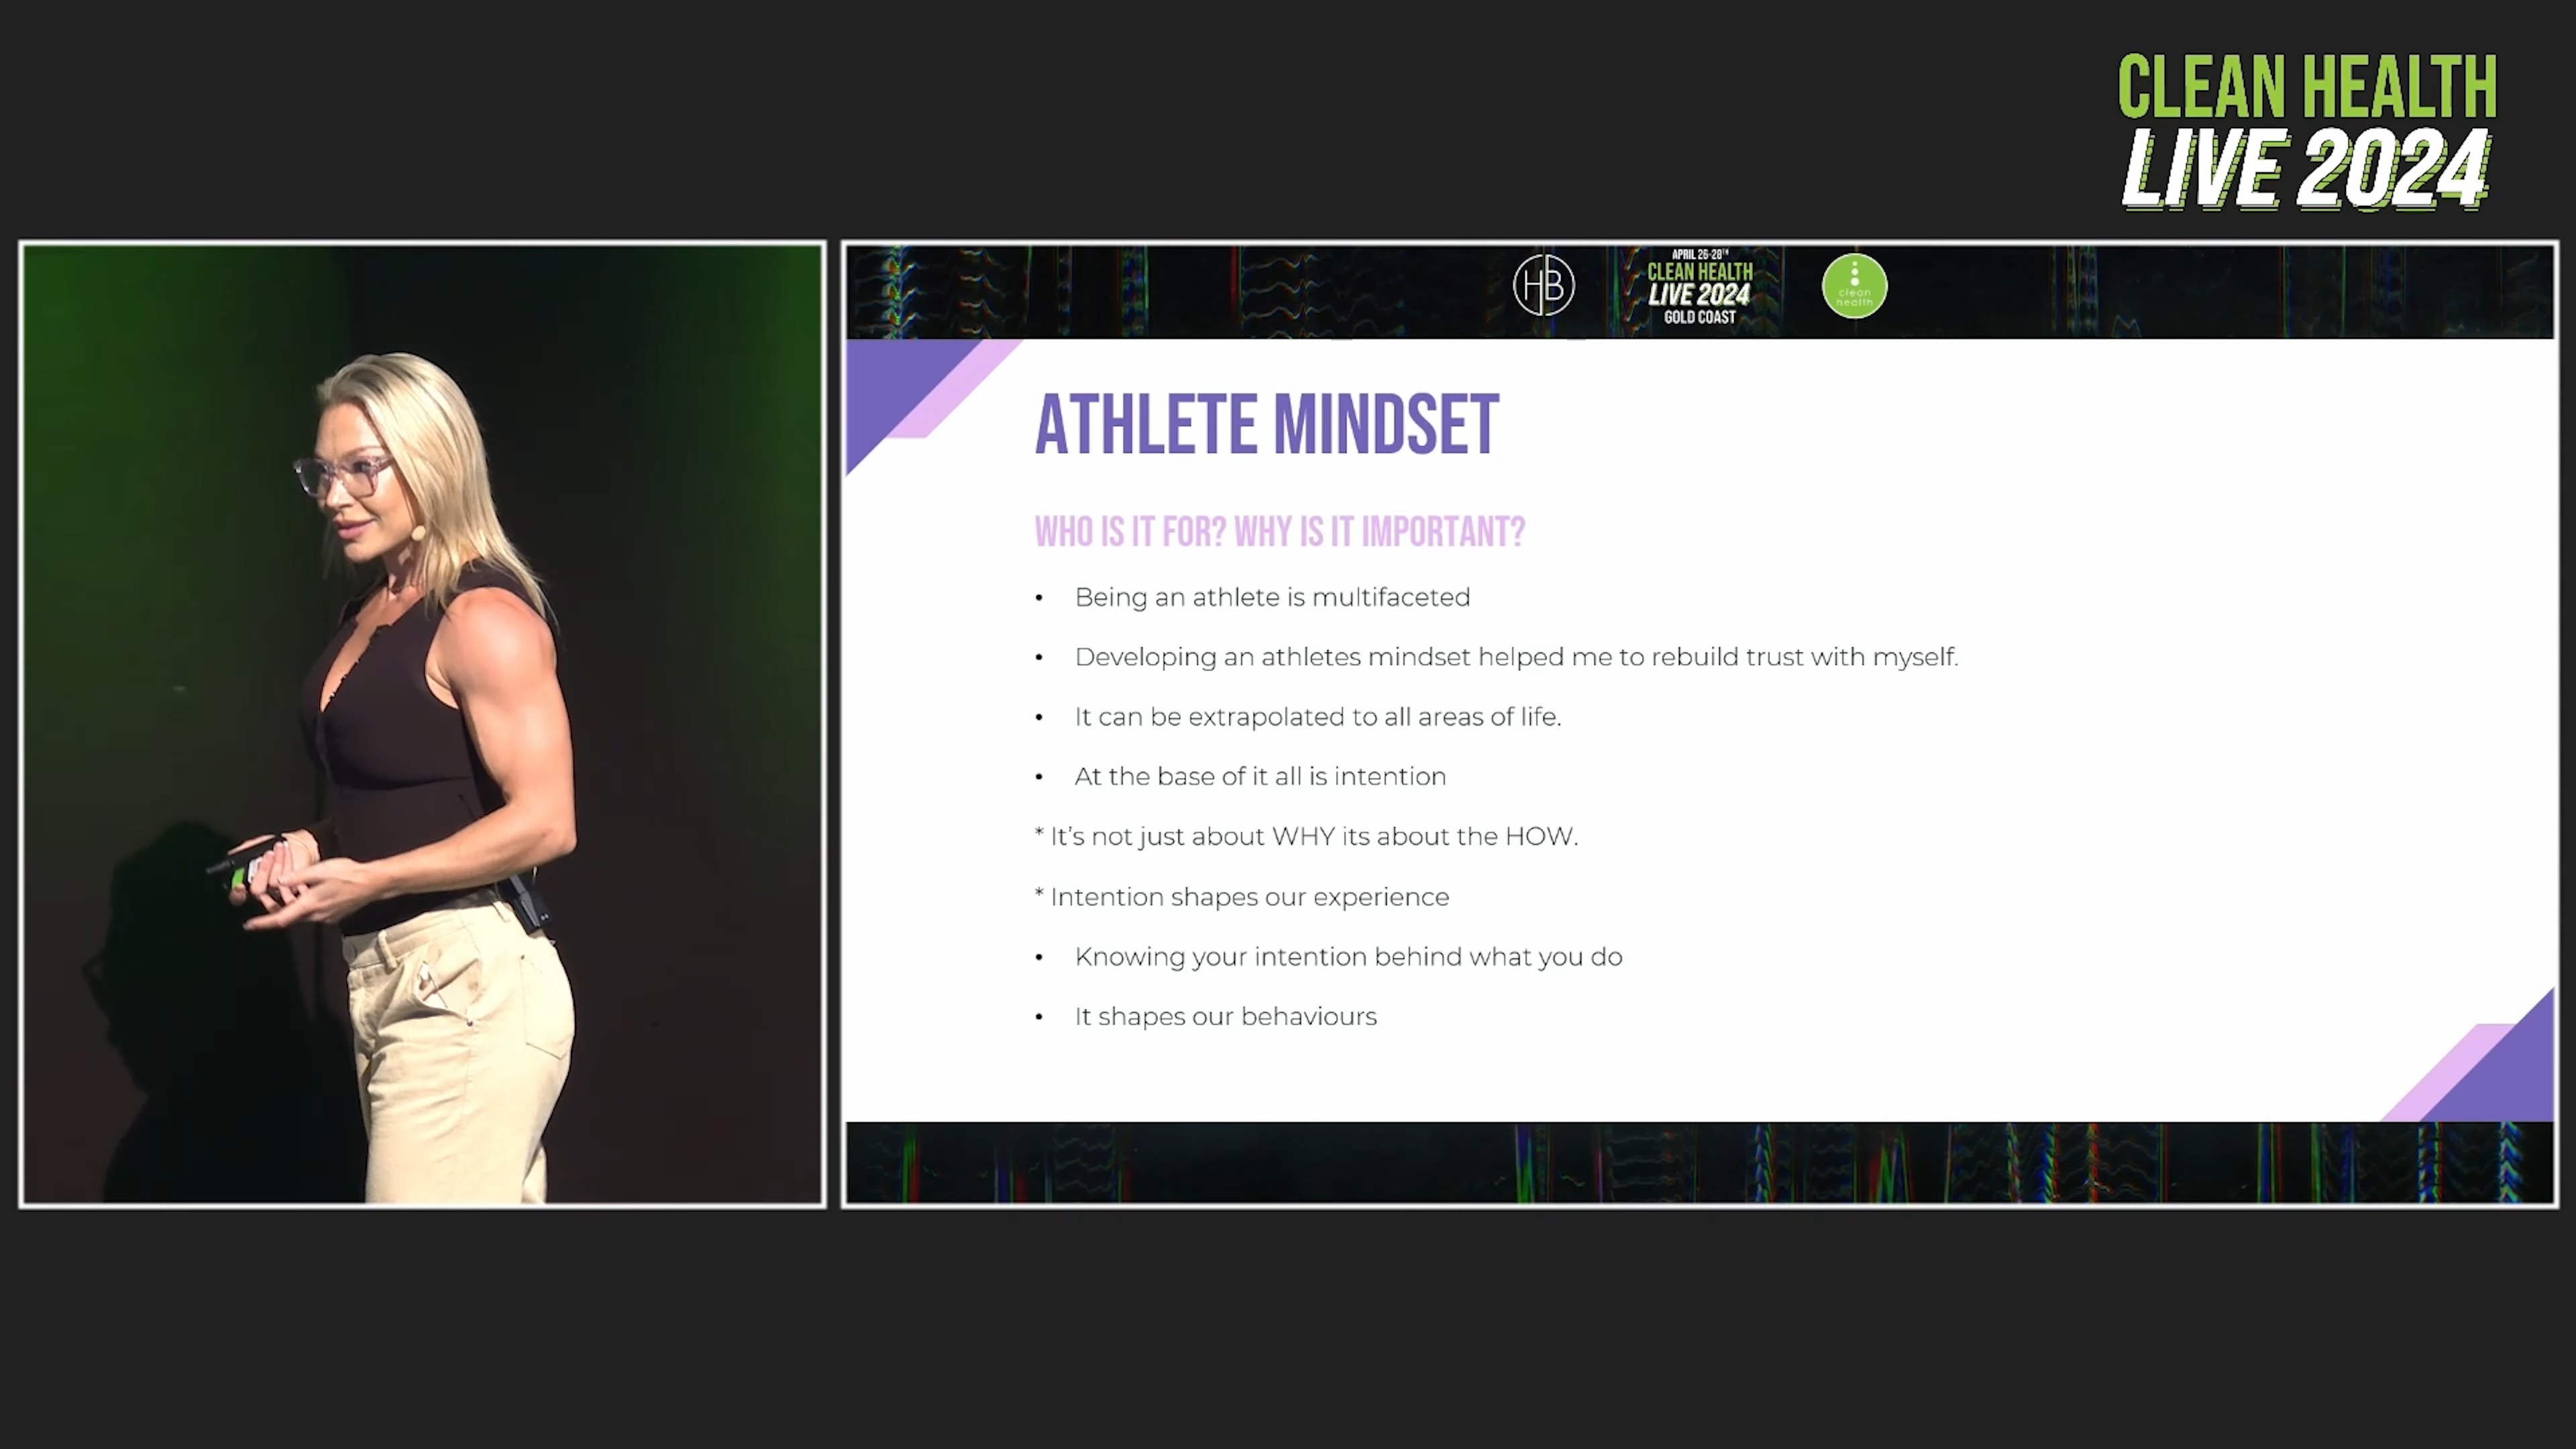 CLEAN HEALTH
LIVE 2024
HB
APRIL 26-28TH
CLEAN HEALTH
LIVE 2024
GOLD COAST
clean
health
ATHLETE MINDSET
WHO IS IT FOR? WHY IS IT IMPORTANT?
• Being an athlete is multifaceted
• Developing an athletes mindset helped me to rebuild trust with myself.
• It can be extrapolated to all areas of life.
• At the base of it all is intention
* It's not just about WHY its about the HOW.
* Intention shapes our experience
• Knowing your intention behind what you do
• It shapes our behaviours